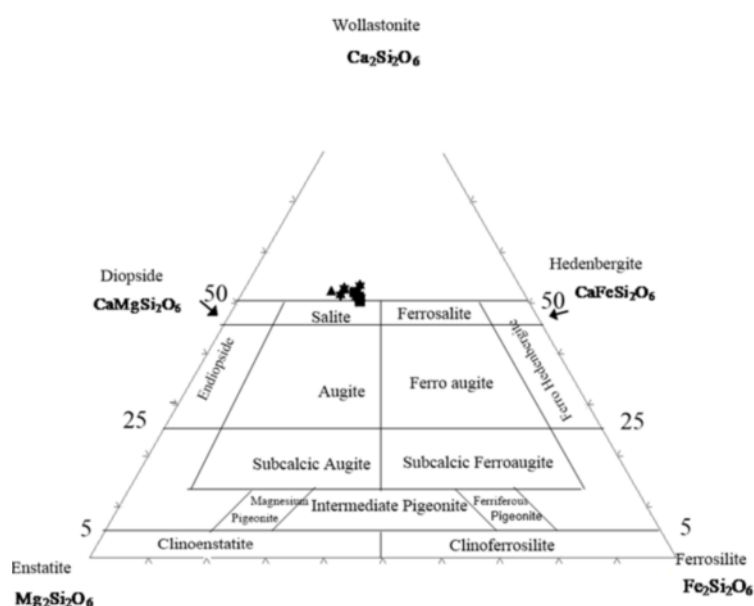 Wollastonite
Ca₂Si₂O₆
Diopside
CaMgSi₂O₆
Hedenbergite
CaFeSi₂O₆
50
50
Salite
Ferrosalite
Endiopside
Ferro Hedenbergite
Augite
Ferro augite
25
25
Subcalcic Augite
Subcalcic Ferroaugite
Magnesium
Pigeonite
Intermediate Pigeonite
Ferriferous
Pigeonite
5
5
Clinoenstatite
Clinoferrosilite
Enstatite
Mg₂Si₂O₆
Ferrosilite
Fe₂Si₂O₆